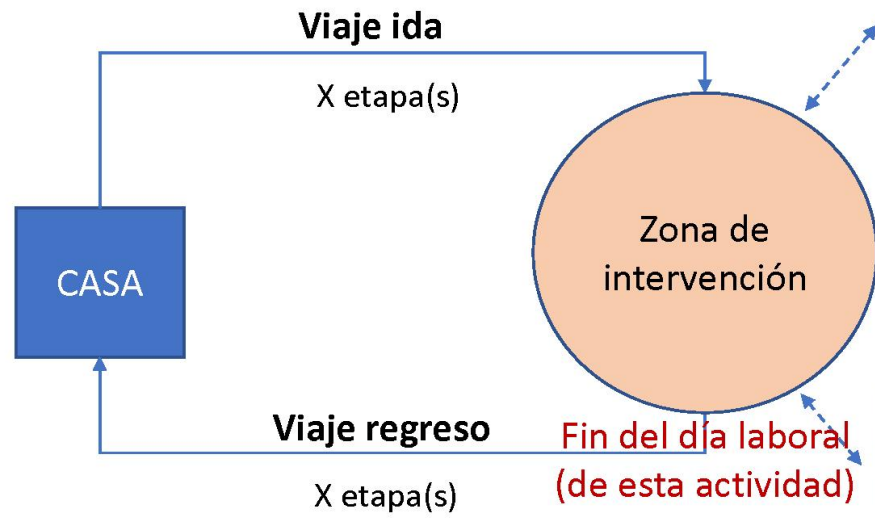 Viaje ida
X etapa(s)
Zona de
intervención
CASA
Viaje regreso
Fin del día laboral
(de esta actividad)
X etapa(s)